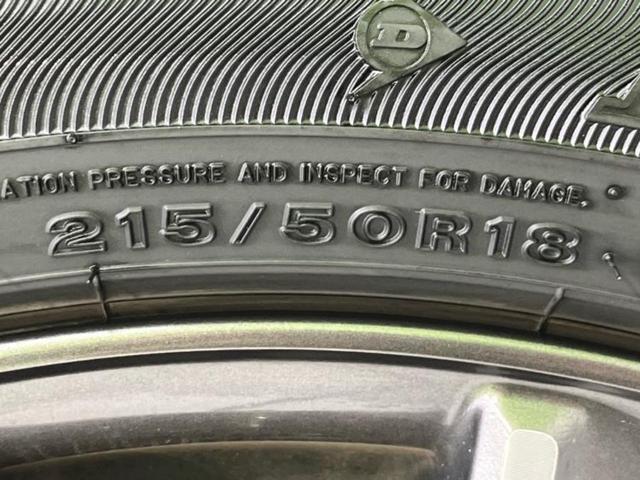 D
ATION PRESSURE AND INSPECT FOR DAMAGE.
215/50R18